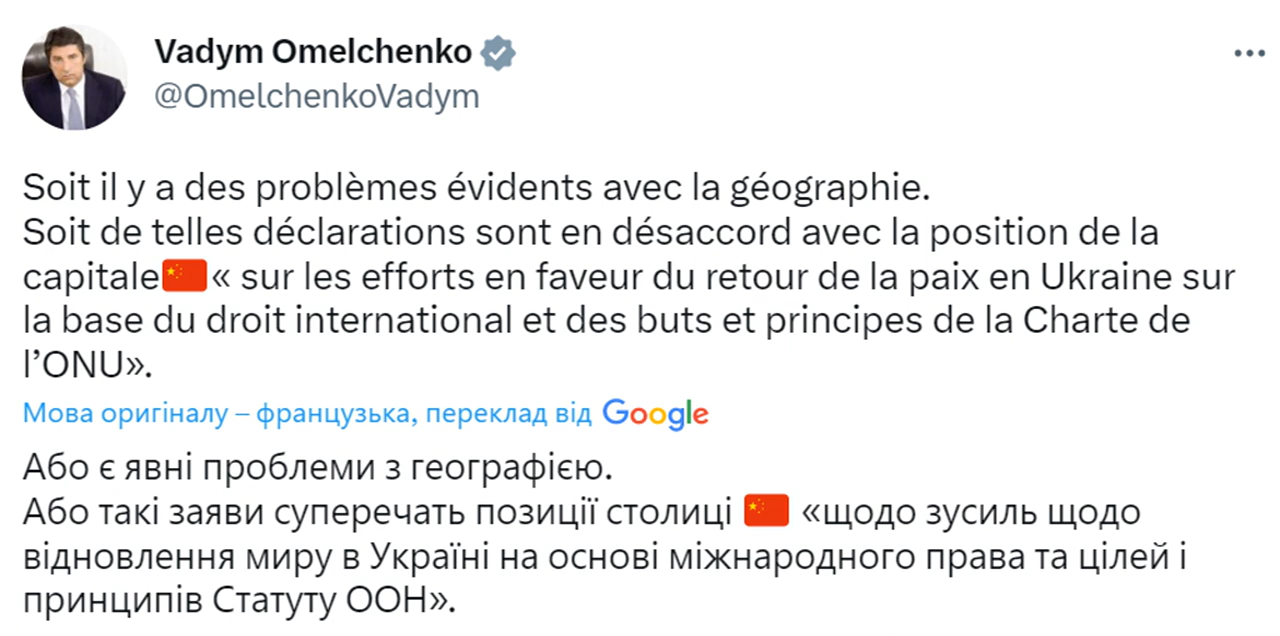 Vadym Omelchenko
@OmelchenkoVadym
Soit il y a des problèmes évidents avec la géographie.
Soit de telles déclarations sont en désaccord avec la position de la
capitale🇨🇳« sur les efforts en faveur du retour de la paix en Ukraine sur
la base du droit international et des buts et principes de la Charte de
l’ONU».
Мова оригіналу – французька, переклад від Google
Або є явні проблеми з географією.
Або такі заяви суперечать позиції столиці 🇨🇳 «щодо зусиль щодо
відновлення миру в Україні на основі міжнародного права та цілей і
принципів Статуту ООН».